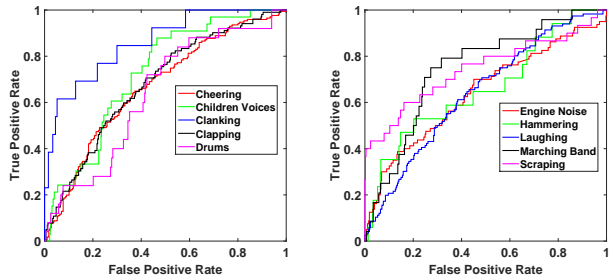 1
0.8
0.6
0.4
0.2
0
True Positive Rate
0 0.2 0.4 0.6 0.8 1
False Positive Rate
Cheering
Children Voices
Clanking
Clapping
Drums
1
0.8
0.6
0.4
0.2
0
True Positive Rate
0 0.2 0.4 0.6 0.8 1
False Positive Rate
Engine Noise
Hammering
Laughing
Marching Band
Scraping